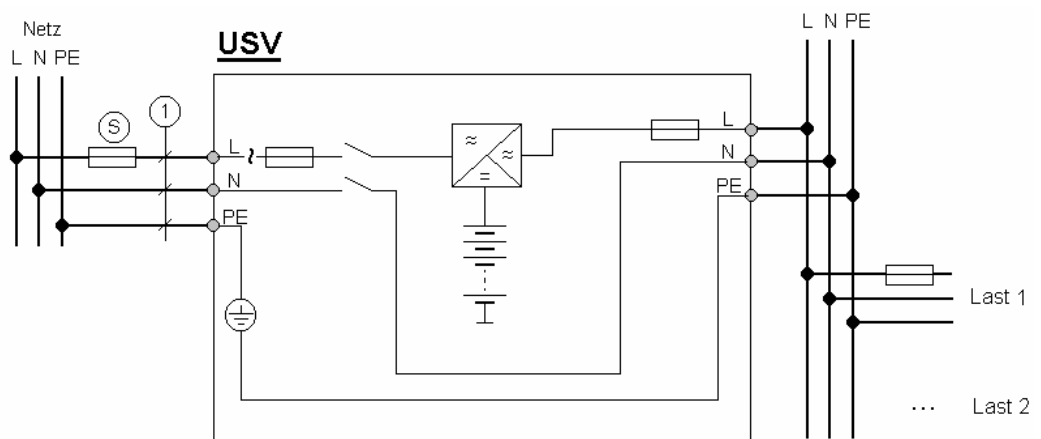 Netz
L N PE
USV
L N PE
S
1
L
N
PE
L
N
PE
≈
≈
=
Last 1
... Last 2